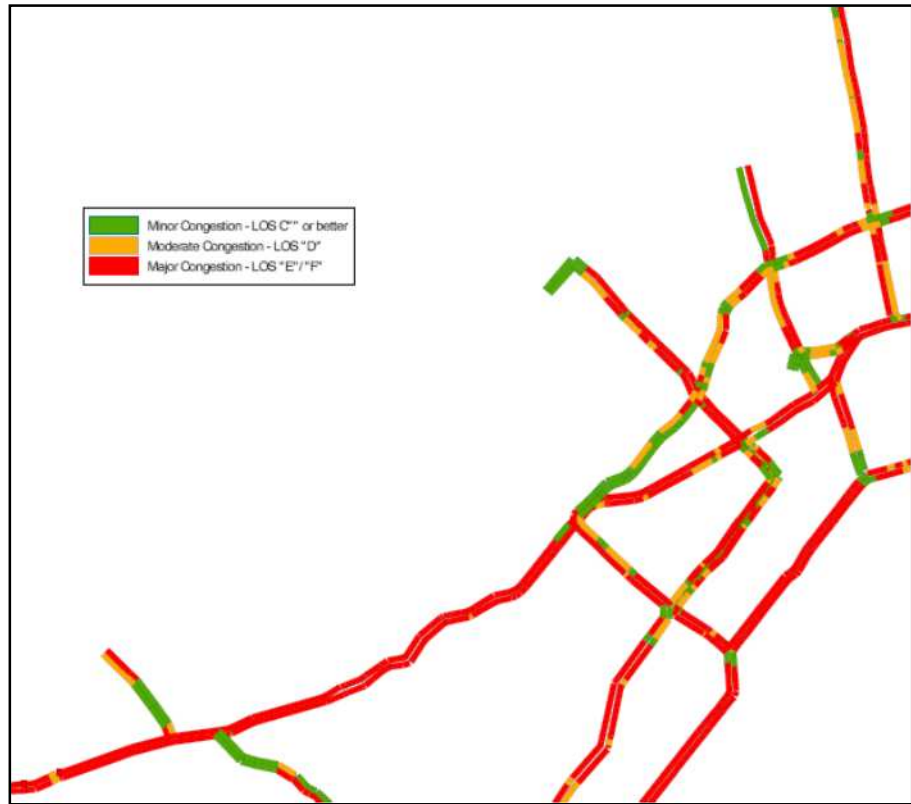 Minor Congestion - LOS C"" or better
Moderate Congestion - LOS "D"
Major Congestion - LOS "E"/ "F"